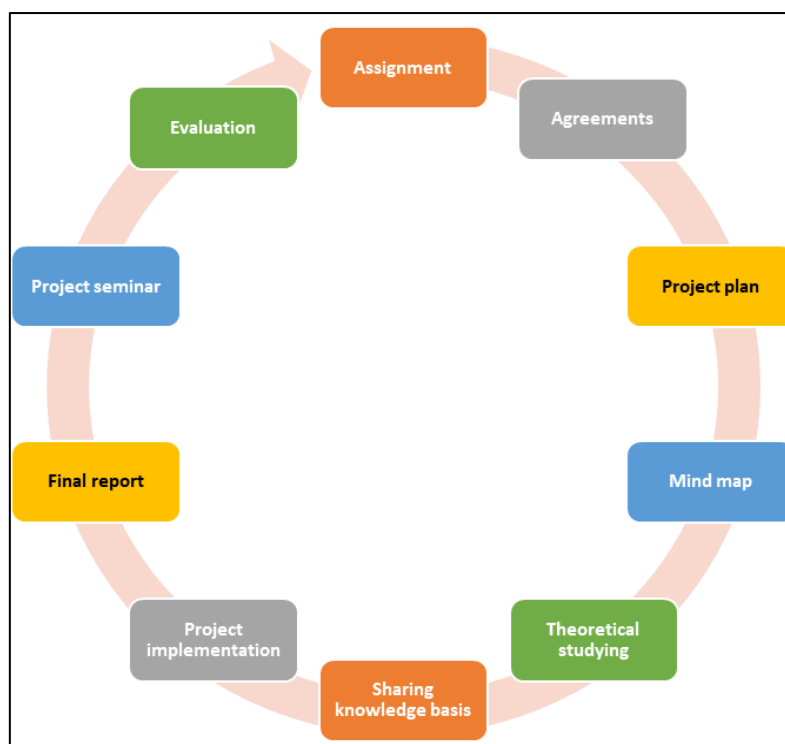 Assignment
Agreements
Project plan
Mind map
Theoretical
studying
Sharing
knowledge basis
Project
implementation
Final report
Project seminar
Evaluation